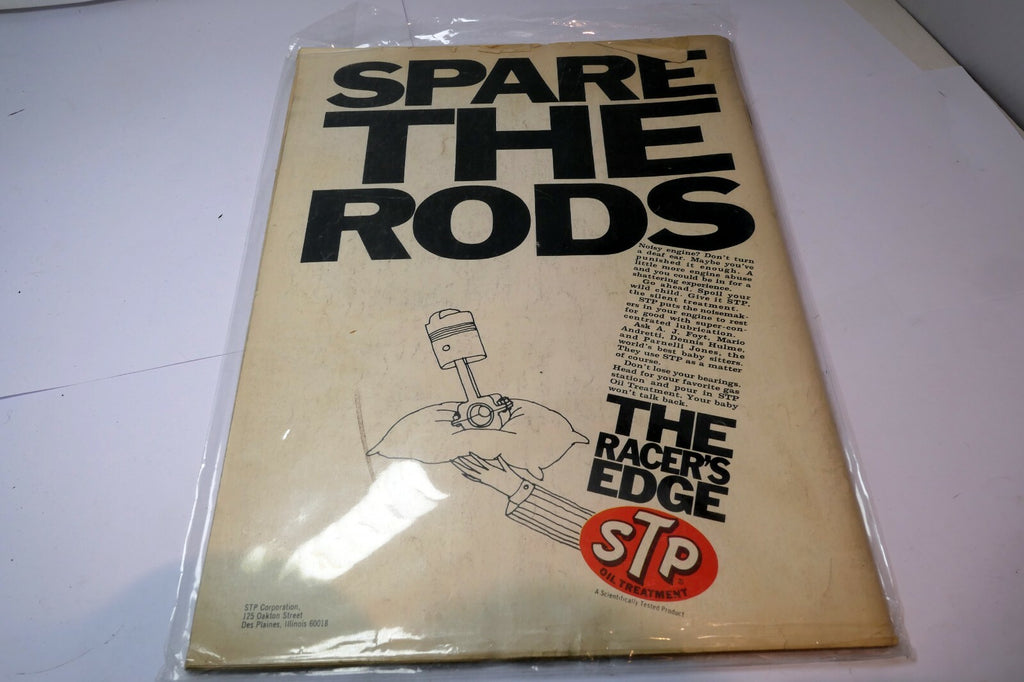 SPARE
THE
RODS
Noisy engine? Don't turn
a deaf ear. Maybe you've
punished it enough. A
little more engine abuse
and you could be in for a
shattering experience.
Go ahead. Spoil your
wild child. Give it STP,
the silent treatment.
STP puts the noisemak-
ers in your engine to rest
for good with super-con-
centrated lubrication.
Ask A. J. Foyt, Mario
Andretti, Dennis Hulme,
and Parnelli Jones, the
world's best baby sitters.
They use STP as a matter
of course.
Don't lose your bearings.
Head for your favorite gas
station and pour in STP
Oil Treatment. Your baby
won't talk back.
THE
RACER'S
EDGE
STP
OIL TREATMENT
A Scientifically Tested Product
STP Corporation,
125 Oakton Street
Des Plaines, Illinois 60018